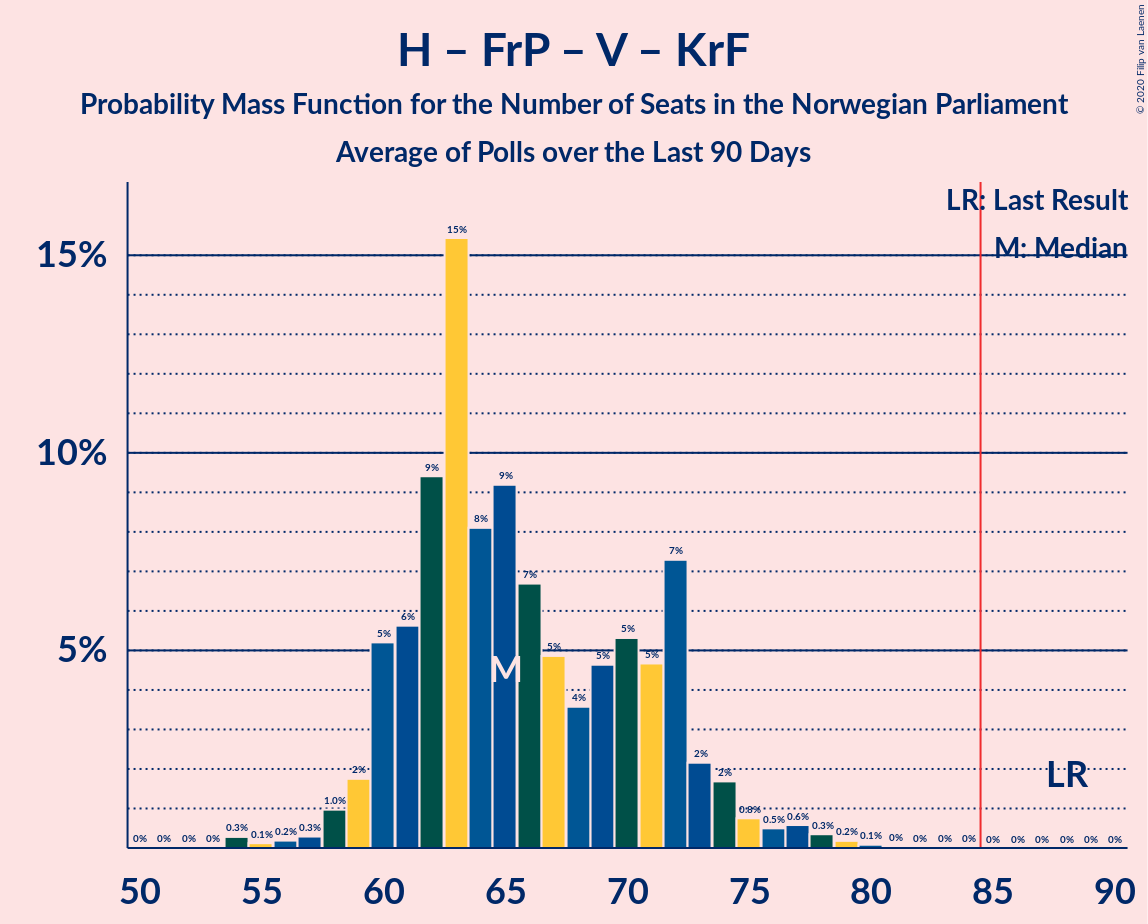 H – FrP – V – KrF
Probability Mass Function for the Number of Seats in the Norwegian Parliament
Average of Polls over the Last 90 Days
© 2020 Filip van Laenen
LR: Last Result
M: Median
15%
10%
5%
0% 0% 0% 0% 0.3% 0.1% 0.2% 0.3% 1.0% 2% 5% 6% 9% 15% 8% 9% 7% 5% 4% 5% 5% 5% 7% 2% 2% 0.8% 0.5% 0.6% 0.3% 0.2% 0.1% 0% 0% 0% 0% 0% 0% 0% 0% 0% 0%
M
LR
50 55 60 65 70 75 80 85 90